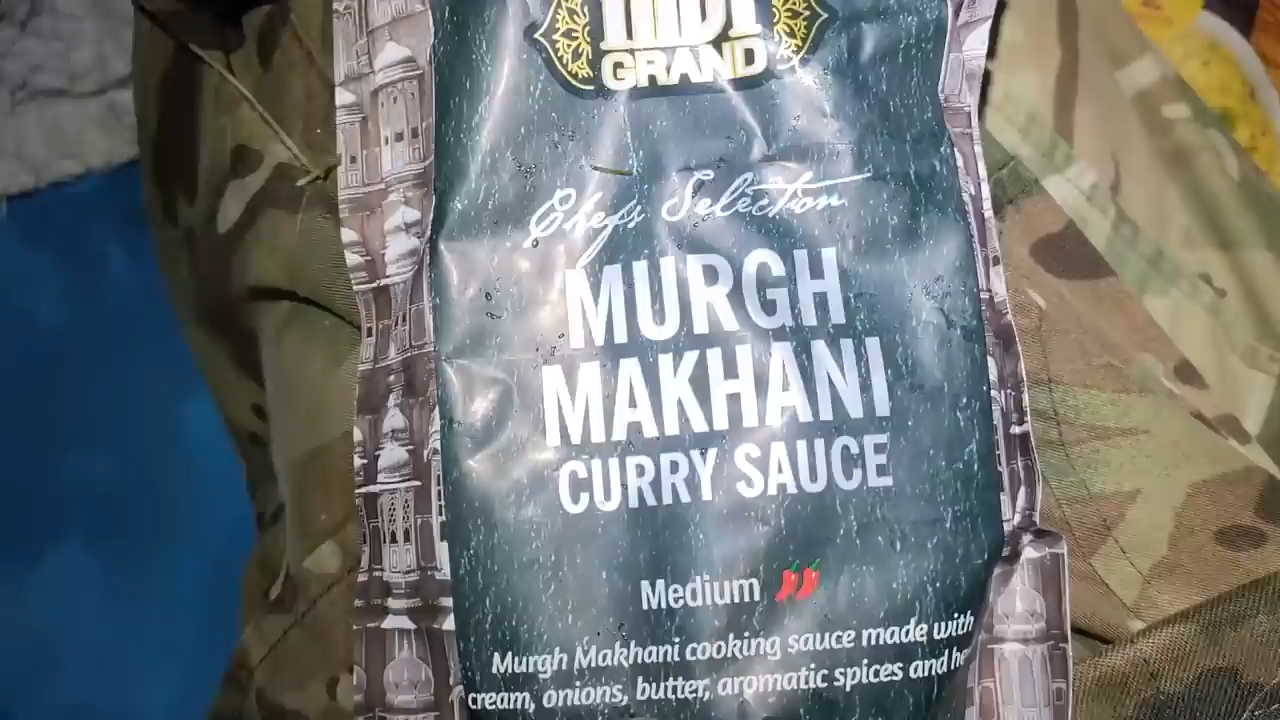 GRAND
Chefs Selection
MURGH
MAKHANI
CURRY SAUCE
Medium
Murgh Makhani cooking sauce made with
cream, onions, butter, aromatic spices and